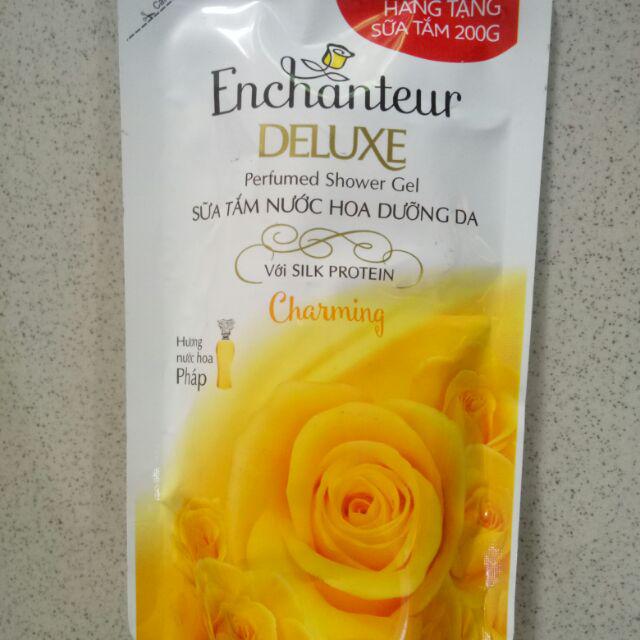 HÀNG TẶNG
SỮA TẮM 200G
Enchanteur
DELUXE
Perfumed Shower Gel
SỮA TẮM NƯỚC HOA DƯỠNG DA
Với SILK PROTEIN
Charming
Hương
nước hoa
Pháp